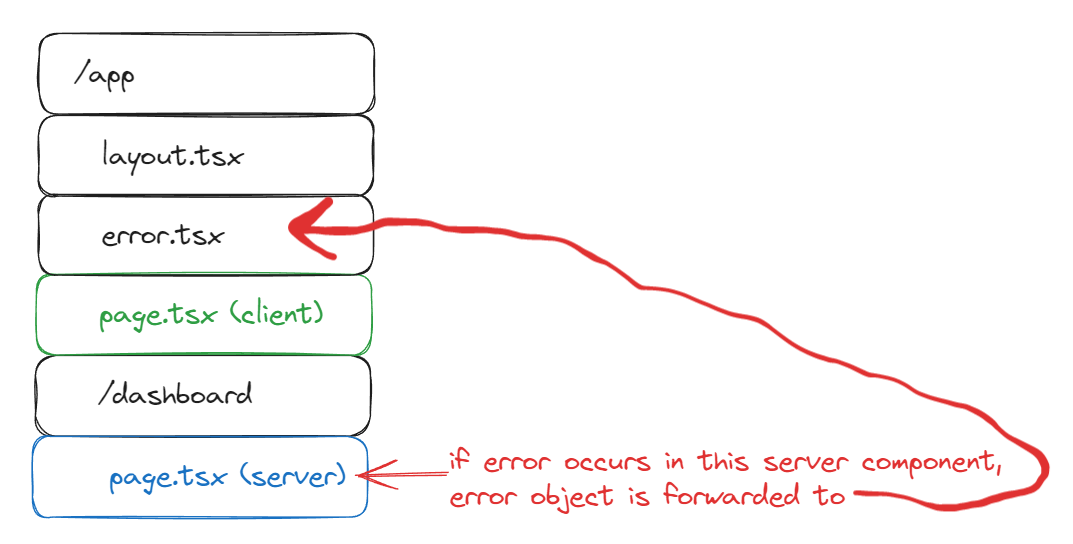 /app
layout.tsx
error.tsx
page.tsx (client)
/dashboard
page.tsx (server)
if error occurs in this server component,
error object is forwarded to